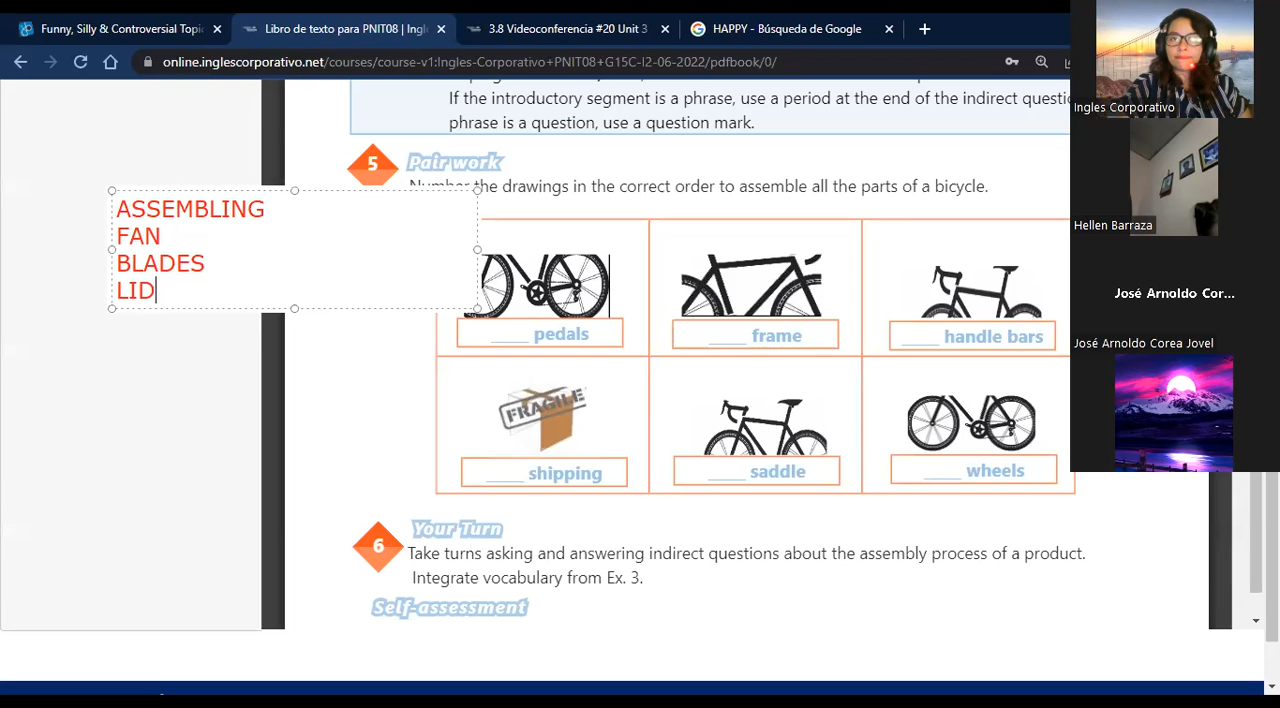 Funny, Silly & Controversial Topi
Libro de texto para PNIT08 | Ingl
3.8 Videoconferencia #20 Unit 3
HAPPY - Búsqueda de Google
online.inglescorporativo.net/courses/course-v1:Ingles-Corporativo+PNIT08+G15C-I2-06-2022/pdfbook/0/
If the introductory segment is a phrase, use a period at the end of the indirect questi
phrase is a question, use a question mark.
5 Pair work
Number the drawings in the correct order to assemble all the parts of a bicycle.
ASSEMBLING
FAN
BLADES
LID
____ pedals
____ frame
____ handle bars
FRAGILE
____ shipping
____ saddle
____ wheels
6 Your Turn
Take turns asking and answering indirect questions about the assembly process of a product.
Integrate vocabulary from Ex. 3.
Self-assessment
Ingles Corporativo
Hellen Barraza
José Arnoldo Cor...
José Arnoldo Corea Jovel